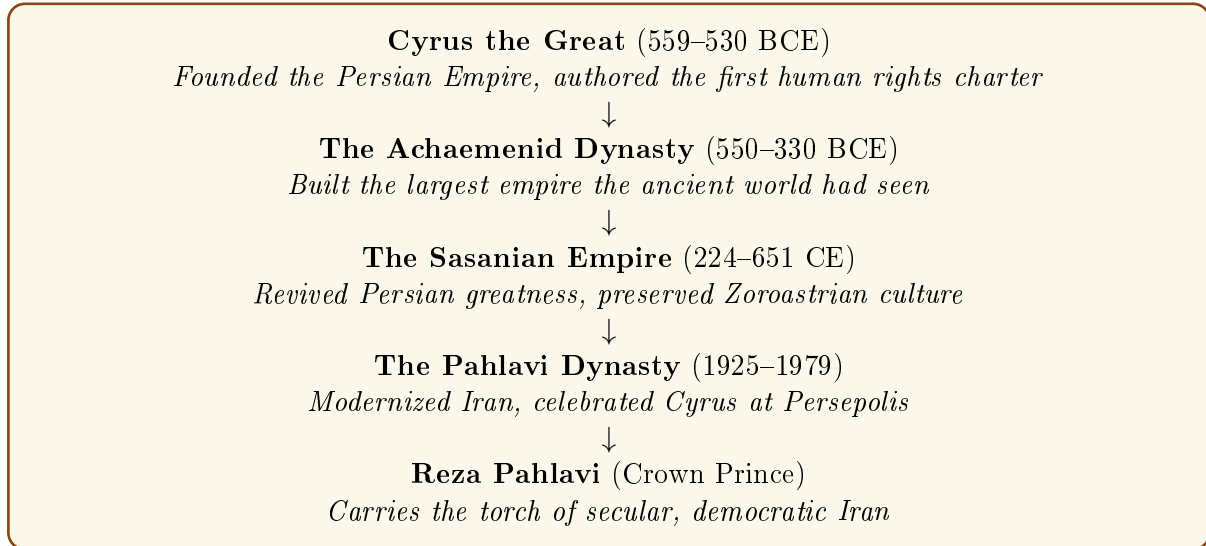 Cyrus the Great (559–530 BCE)
Founded the Persian Empire, authored the first human rights charter
↓
The Achaemenid Dynasty (550–330 BCE)
Built the largest empire the ancient world had seen
↓
The Sasanian Empire (224–651 CE)
Revived Persian greatness, preserved Zoroastrian culture
↓
The Pahlavi Dynasty (1925–1979)
Modernized Iran, celebrated Cyrus at Persepolis
↓
Reza Pahlavi (Crown Prince)
Carries the torch of secular, democratic Iran